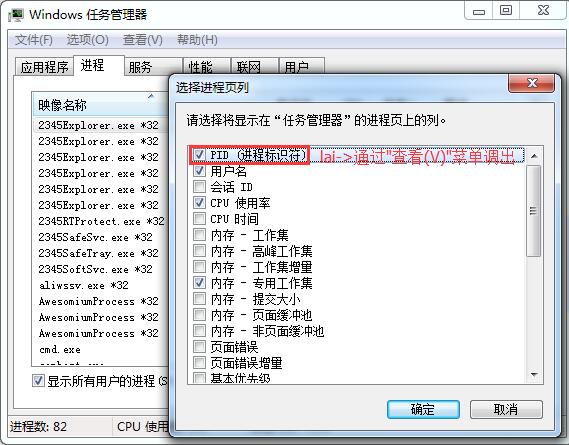 Windows 任务管理器
文件(F) 选项(O) 查看(V) 帮助(H)
应用程序 进程 服务 性能 联网 用户
映像名称
2345Explorer.exe *32
2345Explorer.exe *32
2345Explorer.exe *32
2345Explorer.exe *32
2345Explorer.exe *32
2345Explorer.exe *32
2345RTProtect.exe *32
2345SafeSvc.exe *32
2345SafeTray.exe *32
2345SoftSvc.exe *32
aliwssv.exe *32
AwesomiumProcess *32
AwesomiumProcess *32
AwesomiumProcess *32
cmd.exe
显示所有用户的进程(S
进程数: 82
CPU 使用
选择进程页列
请选择将显示在“任务管理器”的进程页上的列。
PID (进程标识符) lai->通过"查看(V)"菜单调出
用户名
会话 ID
CPU 使用率
CPU 时间
内存 - 工作集
内存 - 高峰工作集
内存 - 工作集增量
内存 - 专用工作集
内存 - 提交大小
内存 - 页面缓冲池
内存 - 非页面缓冲池
页面错误
页面错误增量
基本优先级
确定 取消